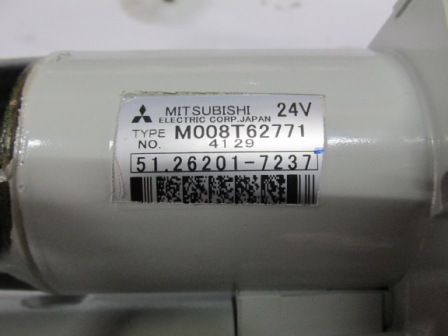 MITSUBISHI 24V
ELECTRIC CORP.JAPAN
TYPE M008T62771
NO. 4129
51.26201-7237